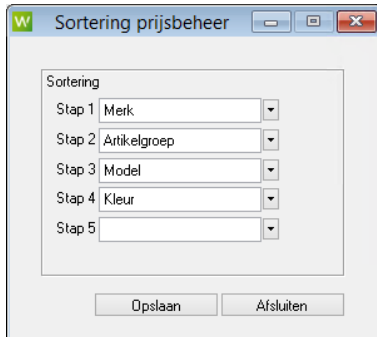 W Sortering prijsbeheer
Sortering
Stap 1 Merk
Stap 2 Artikelgroep
Stap 3 Model
Stap 4 Kleur
Stap 5
Opslaan Afsluiten